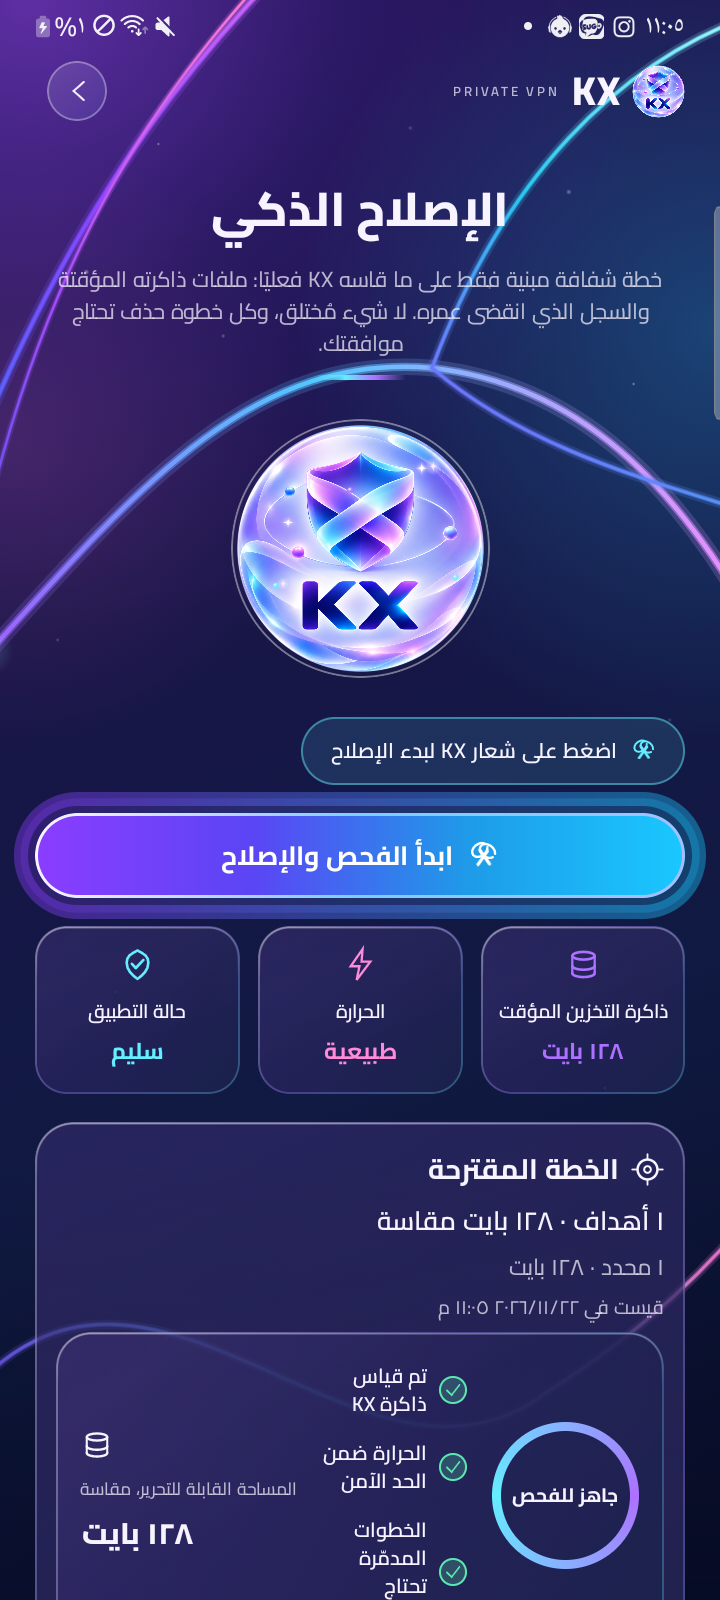 ١١:٠٥
%١
KX PRIVATE VPN
KX
الإصلاح الذكي
خطة شفافة مبنية فقط على ما قاسه KX فعليًا: ملفات ذاكرته المؤقتة
والسجل الذي انقضى عمره. لا شيء مُختلق، وكل خطوة حذف تحتاج
موافقتك.
KX
اضغط على شعار KX لبدء الإصلاح
ابدأ الفحص والإصلاح
ذاكرة التخزين المؤقت
١٢٨ بايت
الحرارة
طبيعية
حالة التطبيق
سليم
الخطة المقترحة
١ أهداف · ١٢٨ بايت مقاسة
١ محدد · ١٢٨ بايت
قيست في ٢٠٢٦/١١/٢٢ ١١:٠٥ م
جاهز للفحص
تم قياس
ذاكرة KX
الحرارة ضمن
الحد الآمن
الخطوات
المدمّرة
تحتاج
المساحة القابلة للتحرير، مقاسة
١٢٨ بايت